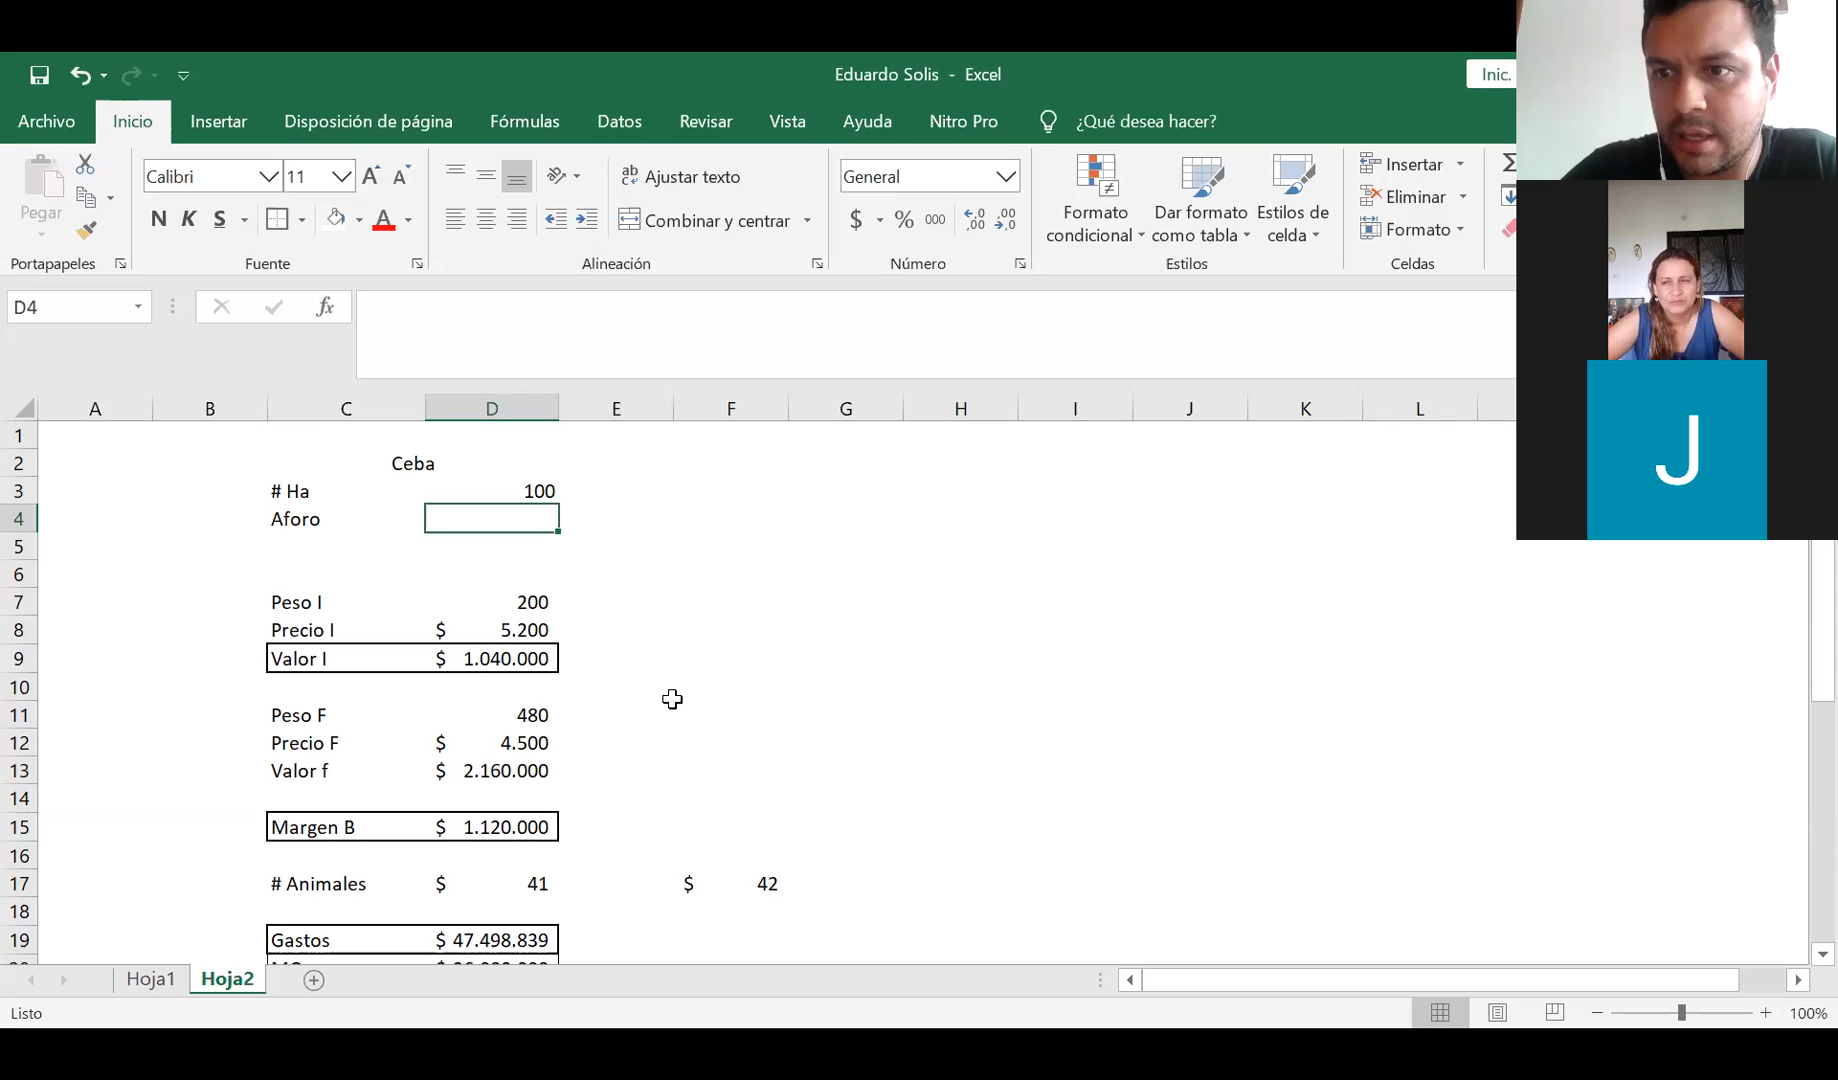 Eduardo Solis - Excel
Inic.
Archivo
Inicio
Insertar
Disposición de página
Fórmulas
Datos
Revisar
Vista
Ayuda
Nitro Pro
¿Qué desea hacer?
Pegar
Portapapeles
Calibri
11
N K S
A A
A
Fuente
ab
Ajustar texto
Combinar y centrar
Alineación
General
$ % 000
,00 ,00
Número
Formato condicional
Dar formato como tabla
Estilos de celda
Estilos
Insertar
Eliminar
Formato
Celdas
Σ
D4
fx
J
A B C D E F G H I J K L
1
2 Ceba
3 # Ha 100
4 Aforo
5
6
7 Peso I 200
8 Precio I $ 5.200
9 Valor I $ 1.040.000
10
11 Peso F 480
12 Precio F $ 4.500
13 Valor f $ 2.160.000
14
15 Margen B $ 1.120.000
16
17 # Animales $ 41 $ 42
18
19 Gastos $ 47.498.839
Hoja1
Hoja2
Listo
100%